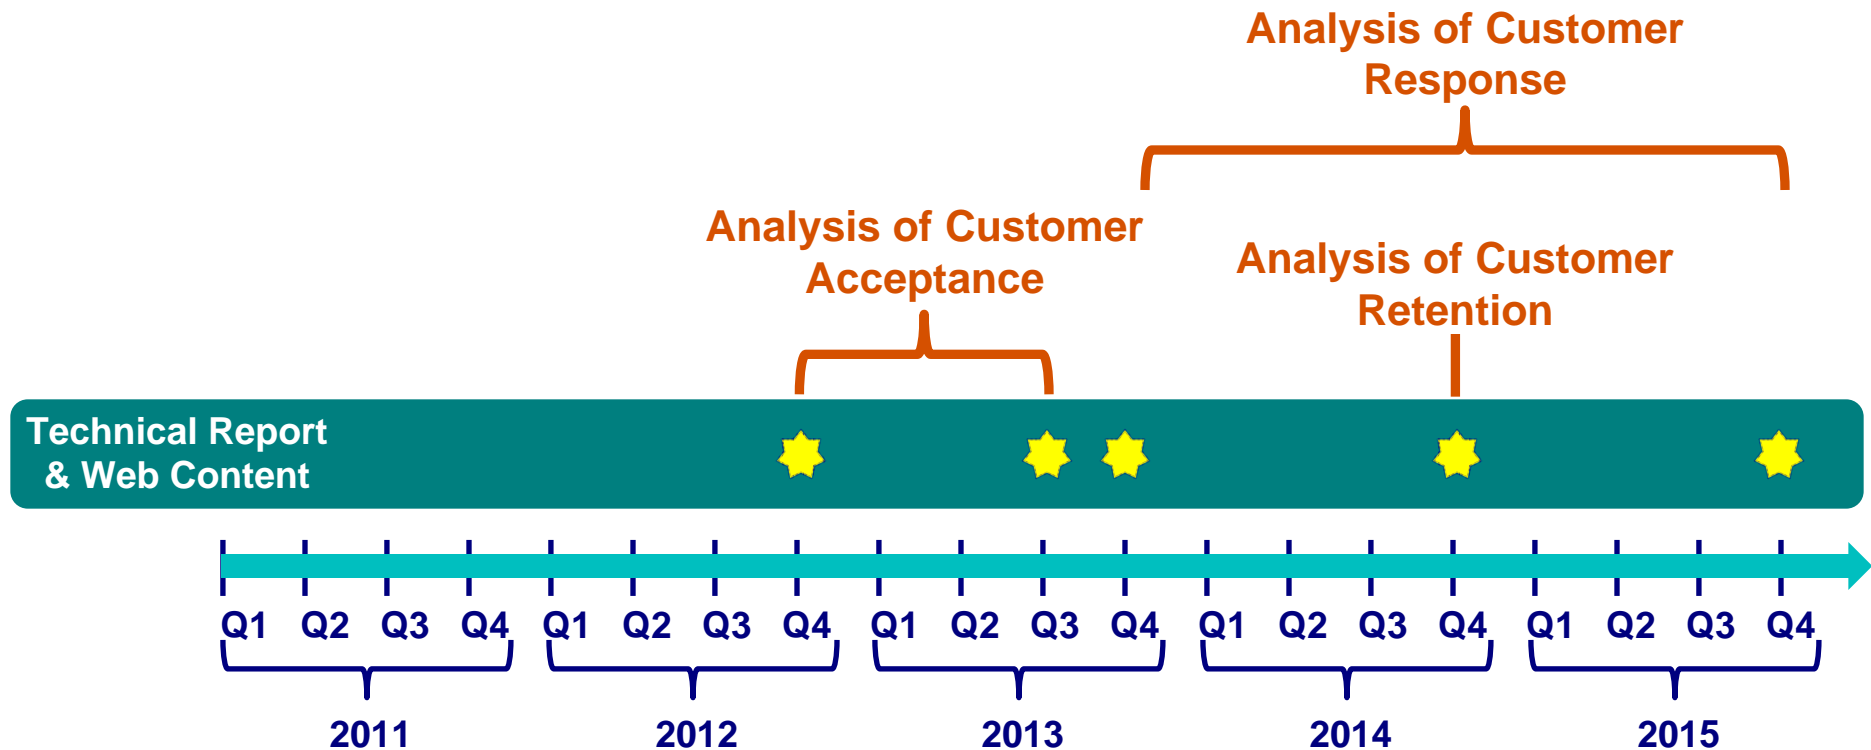 Analysis of Customer
Response
Analysis of Customer
Acceptance
Analysis of Customer
Retention
Technical Report
& Web Content
Q1 Q2 Q3 Q4 Q1 Q2 Q3 Q4 Q1 Q2 Q3 Q4 Q1 Q2 Q3 Q4 Q1 Q2 Q3 Q4
2011 2012 2013 2014 2015